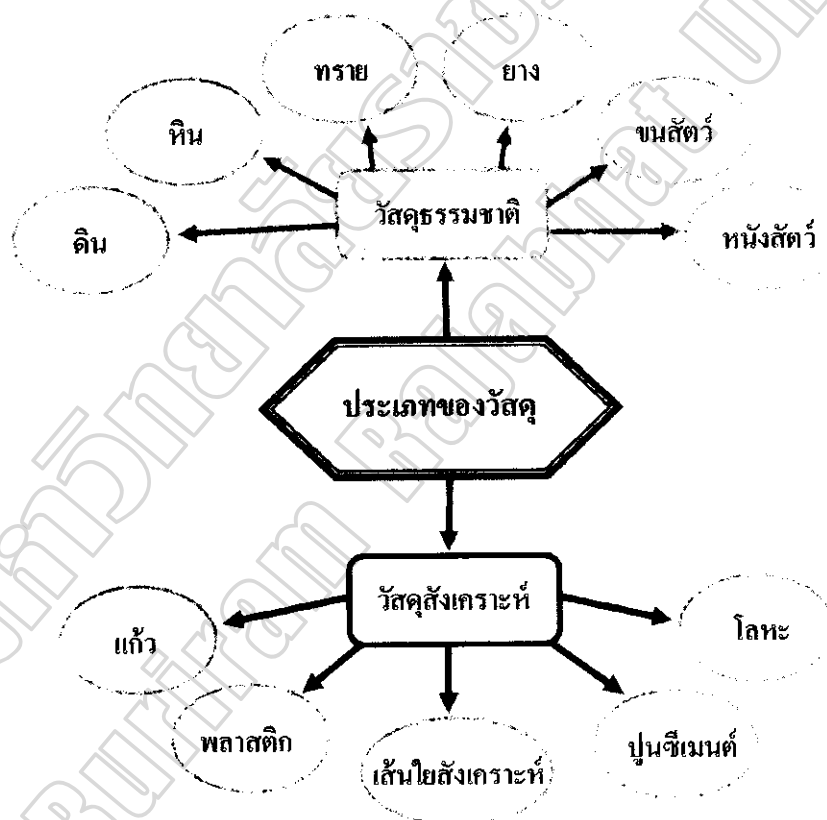 ทราย
ยาง
หิน
ขนสัตว์
วัสดุธรรมชาติ
ดิน
หนังสัตว์
ประเภทของวัสดุ
วัสดุสังเคราะห์
แก้ว
โลหะ
พลาสติก
ปูนซีเมนต์
เส้นใยสังเคราะห์
Buriram Rajabhat